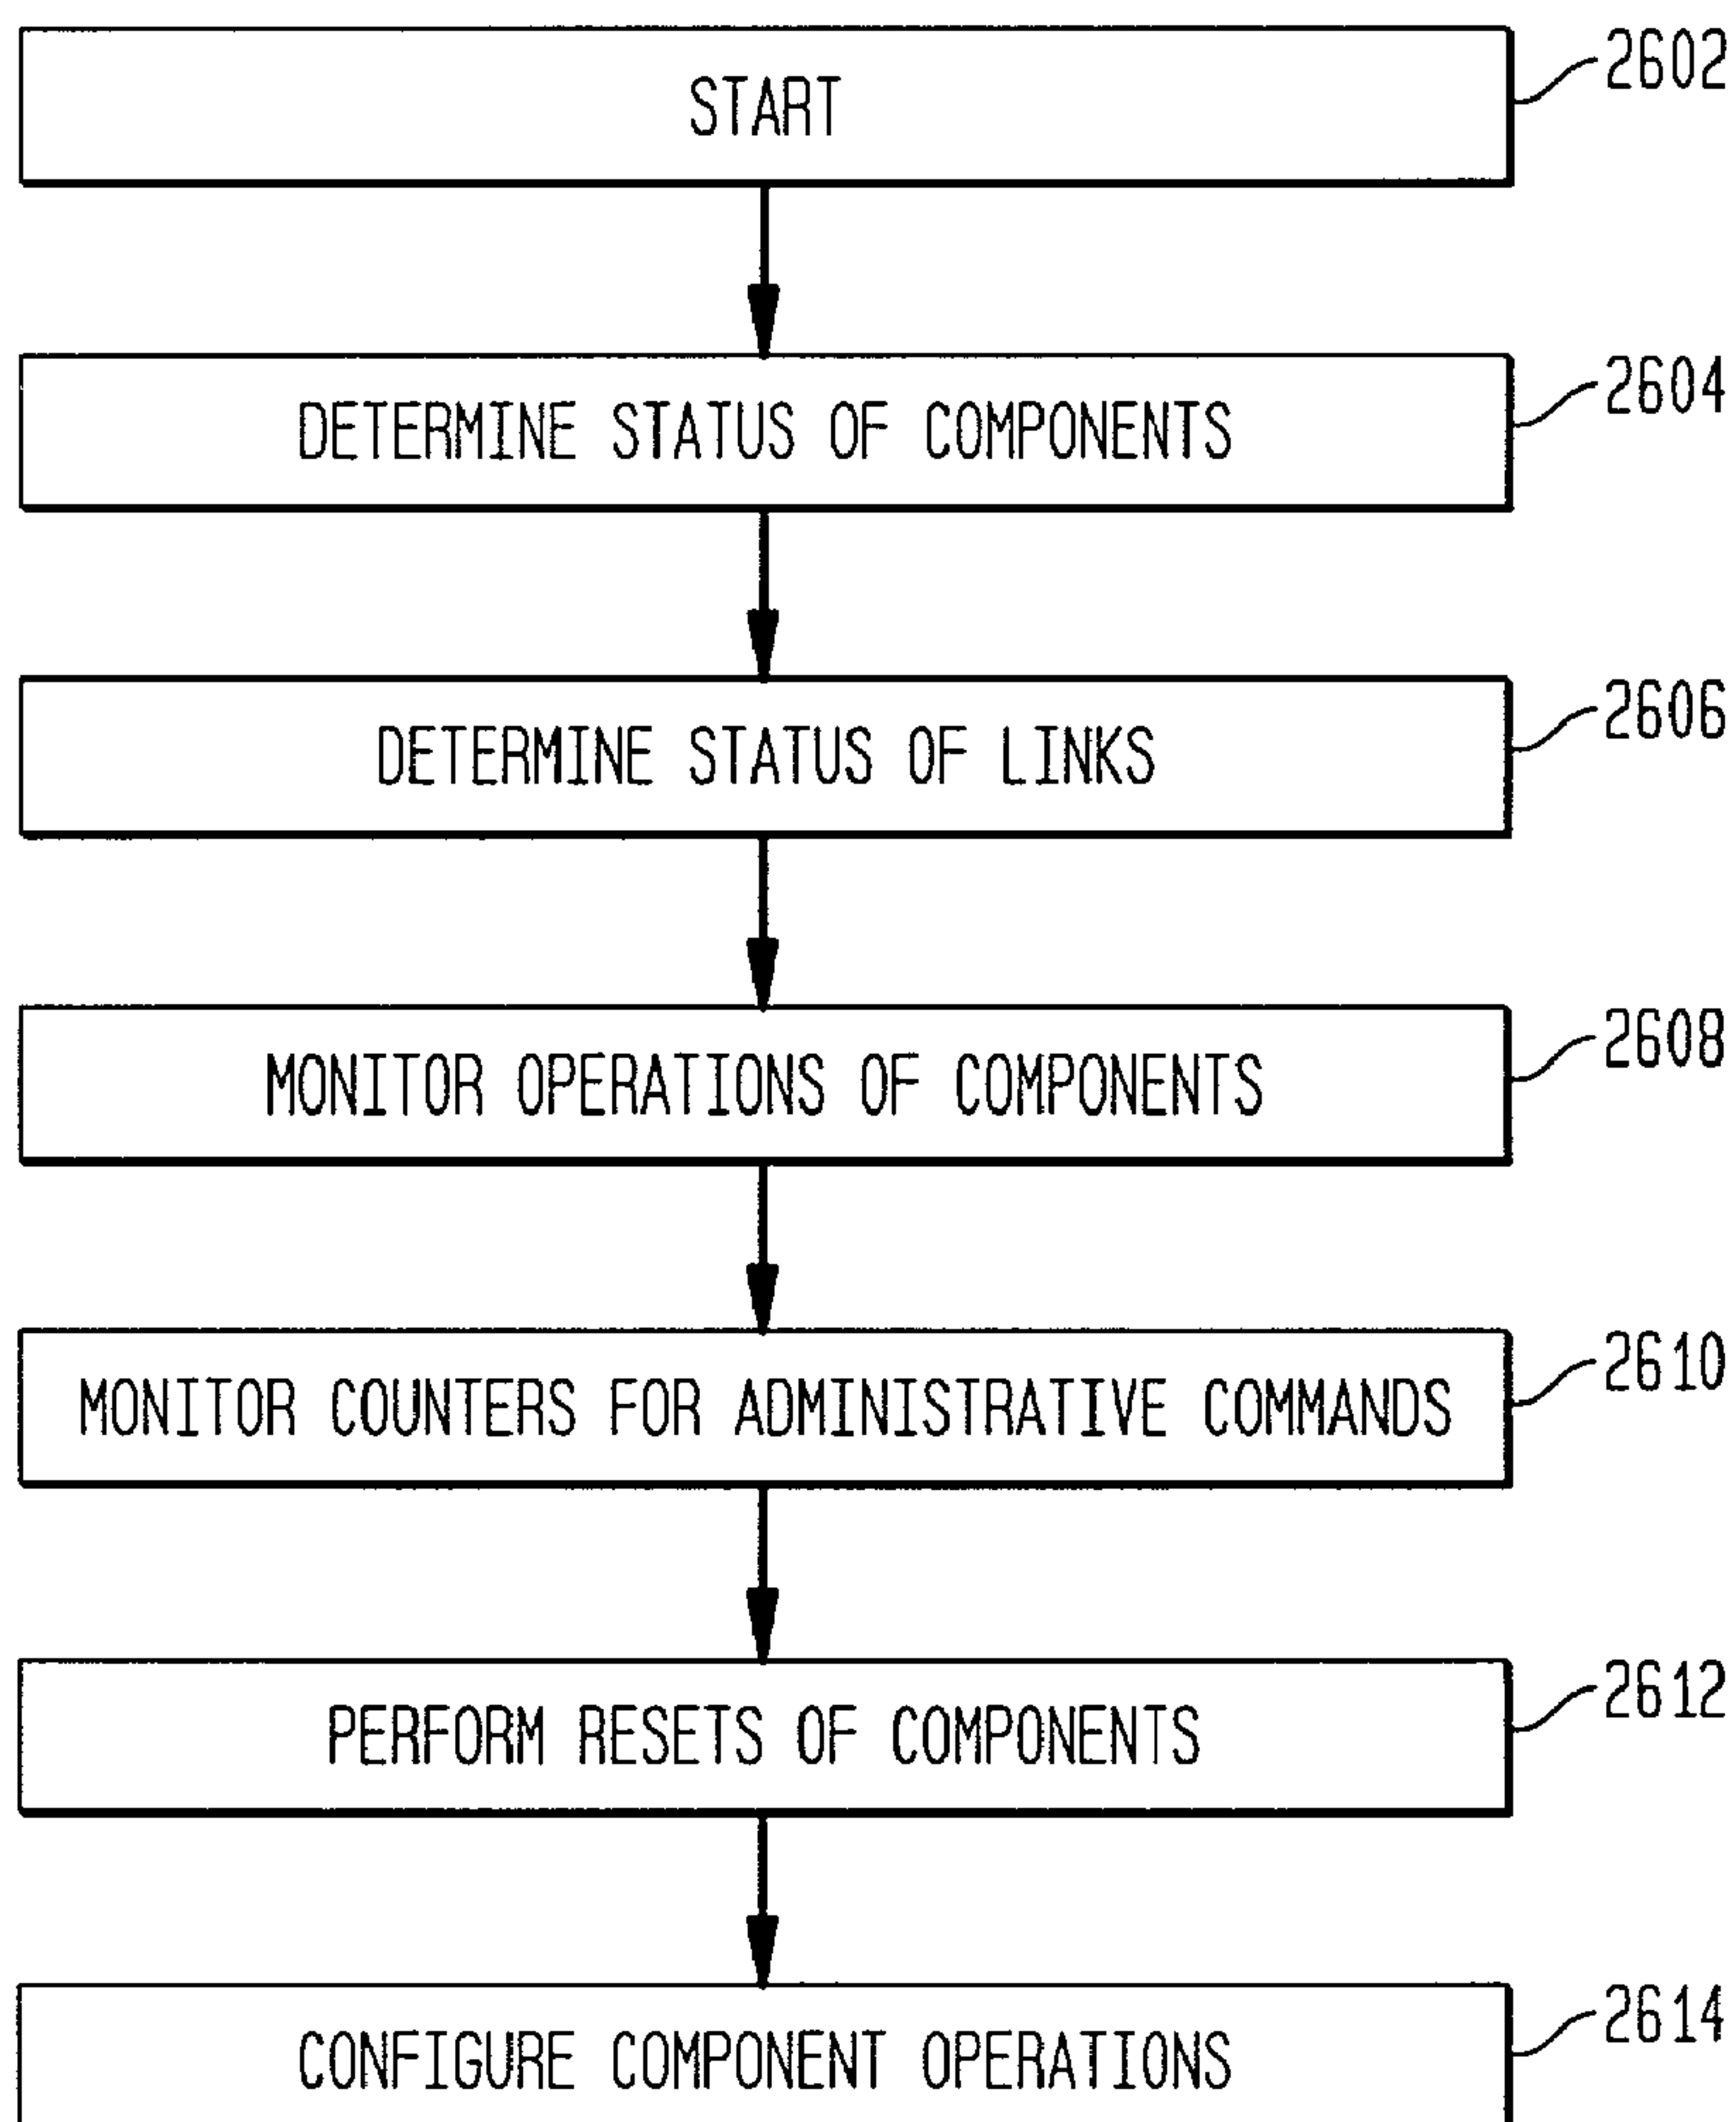 START
2602
DETERMINE STATUS OF COMPONENTS
2604
DETERMINE STATUS OF LINKS
2606
MONITOR OPERATIONS OF COMPONENTS
2608
MONITOR COUNTERS FOR ADMINISTRATIVE COMMANDS
2610
PERFORM RESETS OF COMPONENTS
2612
CONFIGURE COMPONENT OPERATIONS
2614